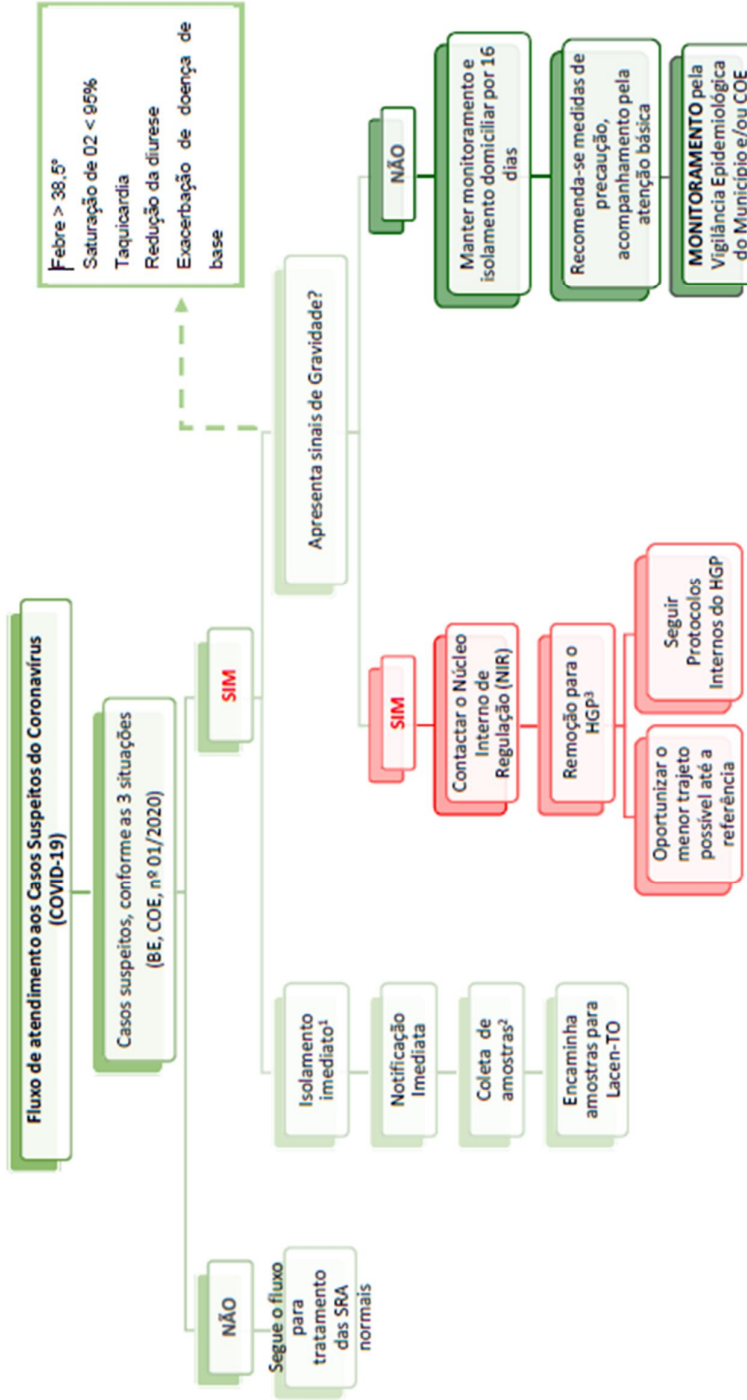 Fluxo de atendimento aos Casos Suspeitos do Coronavírus
(COVID-19)
Casos suspeitos, conforme as 3 situações
(BE, COE, nº 01/2020)
NÃO
Segue o fluxo
para
tratamento
das SRA
normais
SIM
Isolamento
imediato¹
Notificação
Imediata
Coleta de
amostras²
Encaminha
amostras para
Lacen-TO
Apresenta sinais de Gravidade?
Febre > 38.5°
Saturação de 02 < 95%
Taquicardia
Redução da diurese
Exacerbação de doença de
base
SIM
Contactar o Núcleo
Interno de
Regulação (NIR)
Remoção para o
HGP³
Oportunizar o
menor trajeto
possível até a
referência
Seguir
Protocolos
Internos do HGP
NÃO
Manter monitoramento e
isolamento domiciliar por 16
dias
Recomenda-se medidas de
precaução,
acompanhamento pela
atenção básica
MONITORAMENTO pela
Vigilância Epidemiológica
do Município e/ou COE